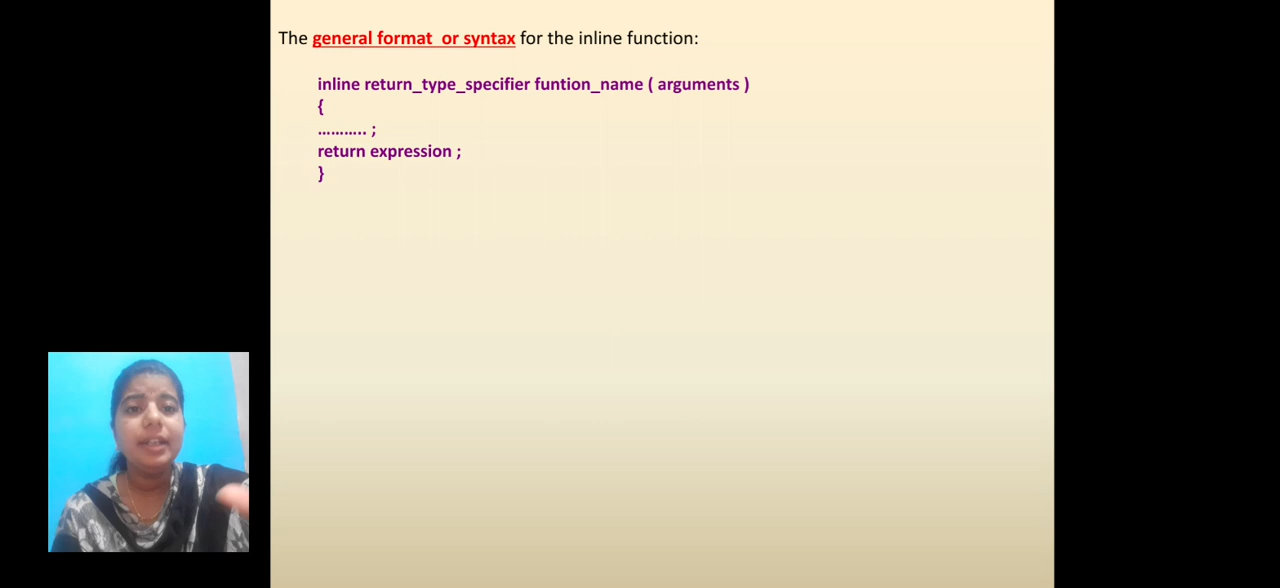 The general format or syntax for the inline function:
inline return_type_specifier funtion_name ( arguments )
{
……….. ;
return expression ;
}